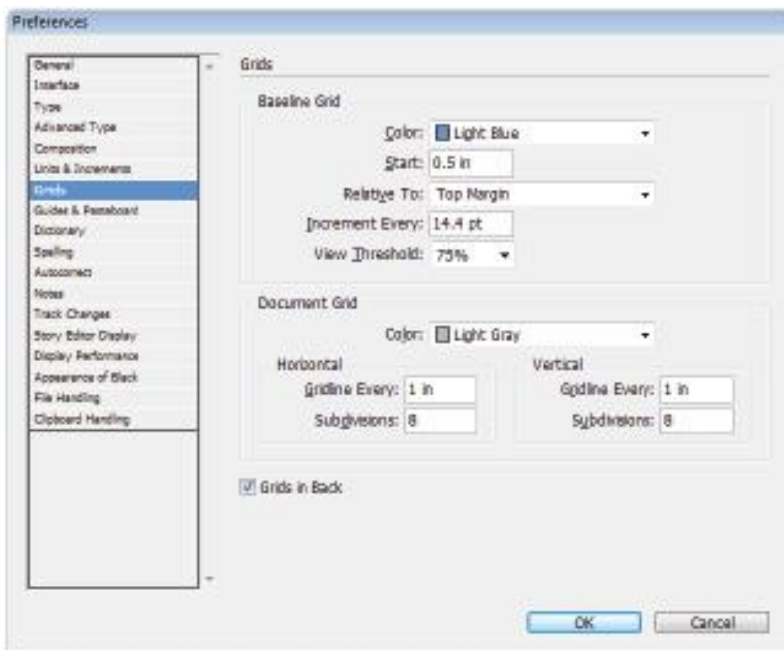 Preferences
General
Interface
Type
Advanced Type
Composition
Units & Increments
Grids
Guides & Pasteboard
Dictionary
Spelling
Autocorrect
Notes
Track Changes
Story Editor Display
Display Performance
Appearance of Black
File Handling
Clipboard Handling
Grids
Baseline Grid
Color: Light Blue
Start: 0.5 in
Relative To: Top Margin
Increment Every: 14.4 pt
View Threshold: 75%
Document Grid
Color: Light Gray
Horizontal
Gridline Every: 1 in
Subdivisions: 8
Vertical
Gridline Every: 1 in
Subdivisions: 8
Grids in Back
OK
Cancel